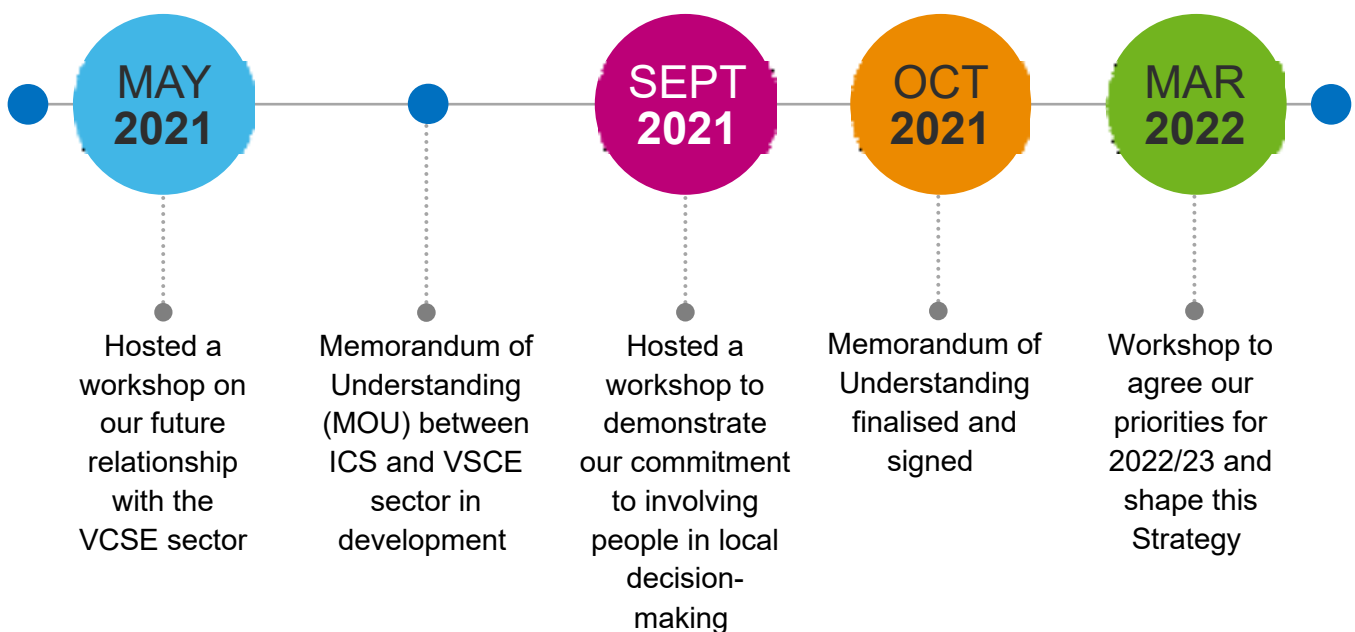 MAY
2021
SEPT
2021
OCT
2021
MAR
2022
Hosted a
workshop on
our future
relationship
with the
VCSE sector
Memorandum of
Understanding
(MOU) between
ICS and VSCE
sector in
development
Hosted a
workshop to
demonstrate
our commitment
to involving
people in local
decision-
making
Memorandum of
Understanding
finalised and
signed
Workshop to
agree our
priorities for
2022/23 and
shape this
Strategy